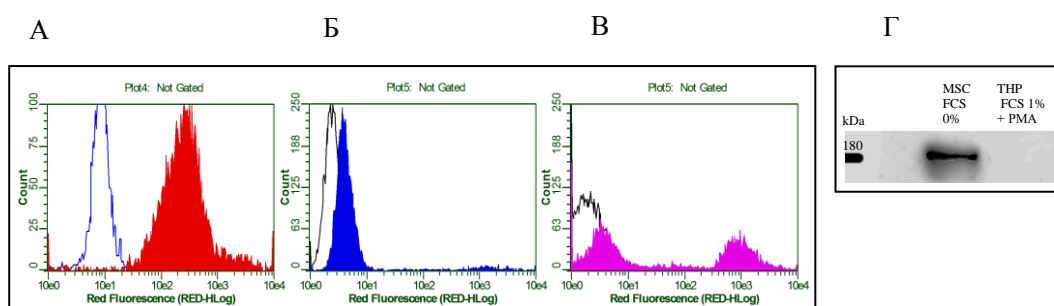 А
Б
В
Г
Plot4: Not Gated
Plot5: Not Gated
Plot5: Not Gated
Count
100
75
50
25
0
10e0 10e1 10e2 10e3 10e4
Red Fluorescence (RED-HLog)
Count
250
188
125
63
0
10e0 10e1 10e2 10e3 10e4
Red Fluorescence (RED-HLog)
Count
250
188
125
63
0
10e0 10e1 10e2 10e3 10e4
Red Fluorescence (RED-HLog)
MSC THP
FCS FCS 1%
kDa 0% + PMA
180